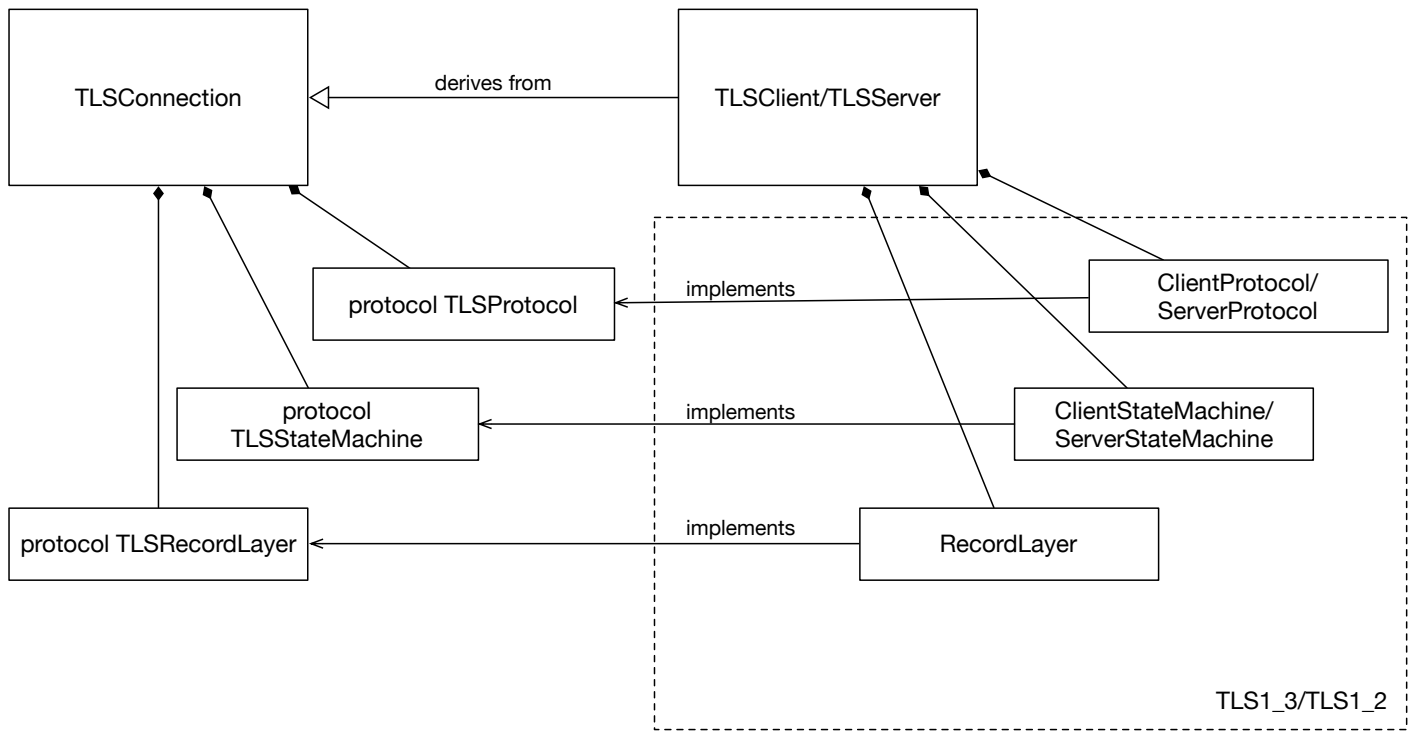 TLSConnection
derives from
TLSClient/TLSServer
protocol TLSProtocol
implements
ClientProtocol/
ServerProtocol
protocol
TLSStateMachine
implements
ClientStateMachine/
ServerStateMachine
protocol TLSRecordLayer
implements
RecordLayer
TLS1_3/TLS1_2